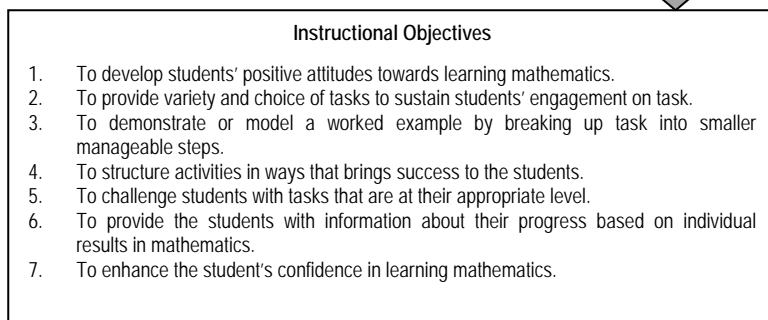 Instructional Objectives
1. To develop students' positive attitudes towards learning mathematics.
2. To provide variety and choice of tasks to sustain students' engagement on task.
3. To demonstrate or model a worked example by breaking up task into smaller
manageable steps.
4. To structure activities in ways that brings success to the students.
5. To challenge students with tasks that are at their appropriate level.
6. To provide the students with information about their progress based on individual
results in mathematics.
7. To enhance the student's confidence in learning mathematics.